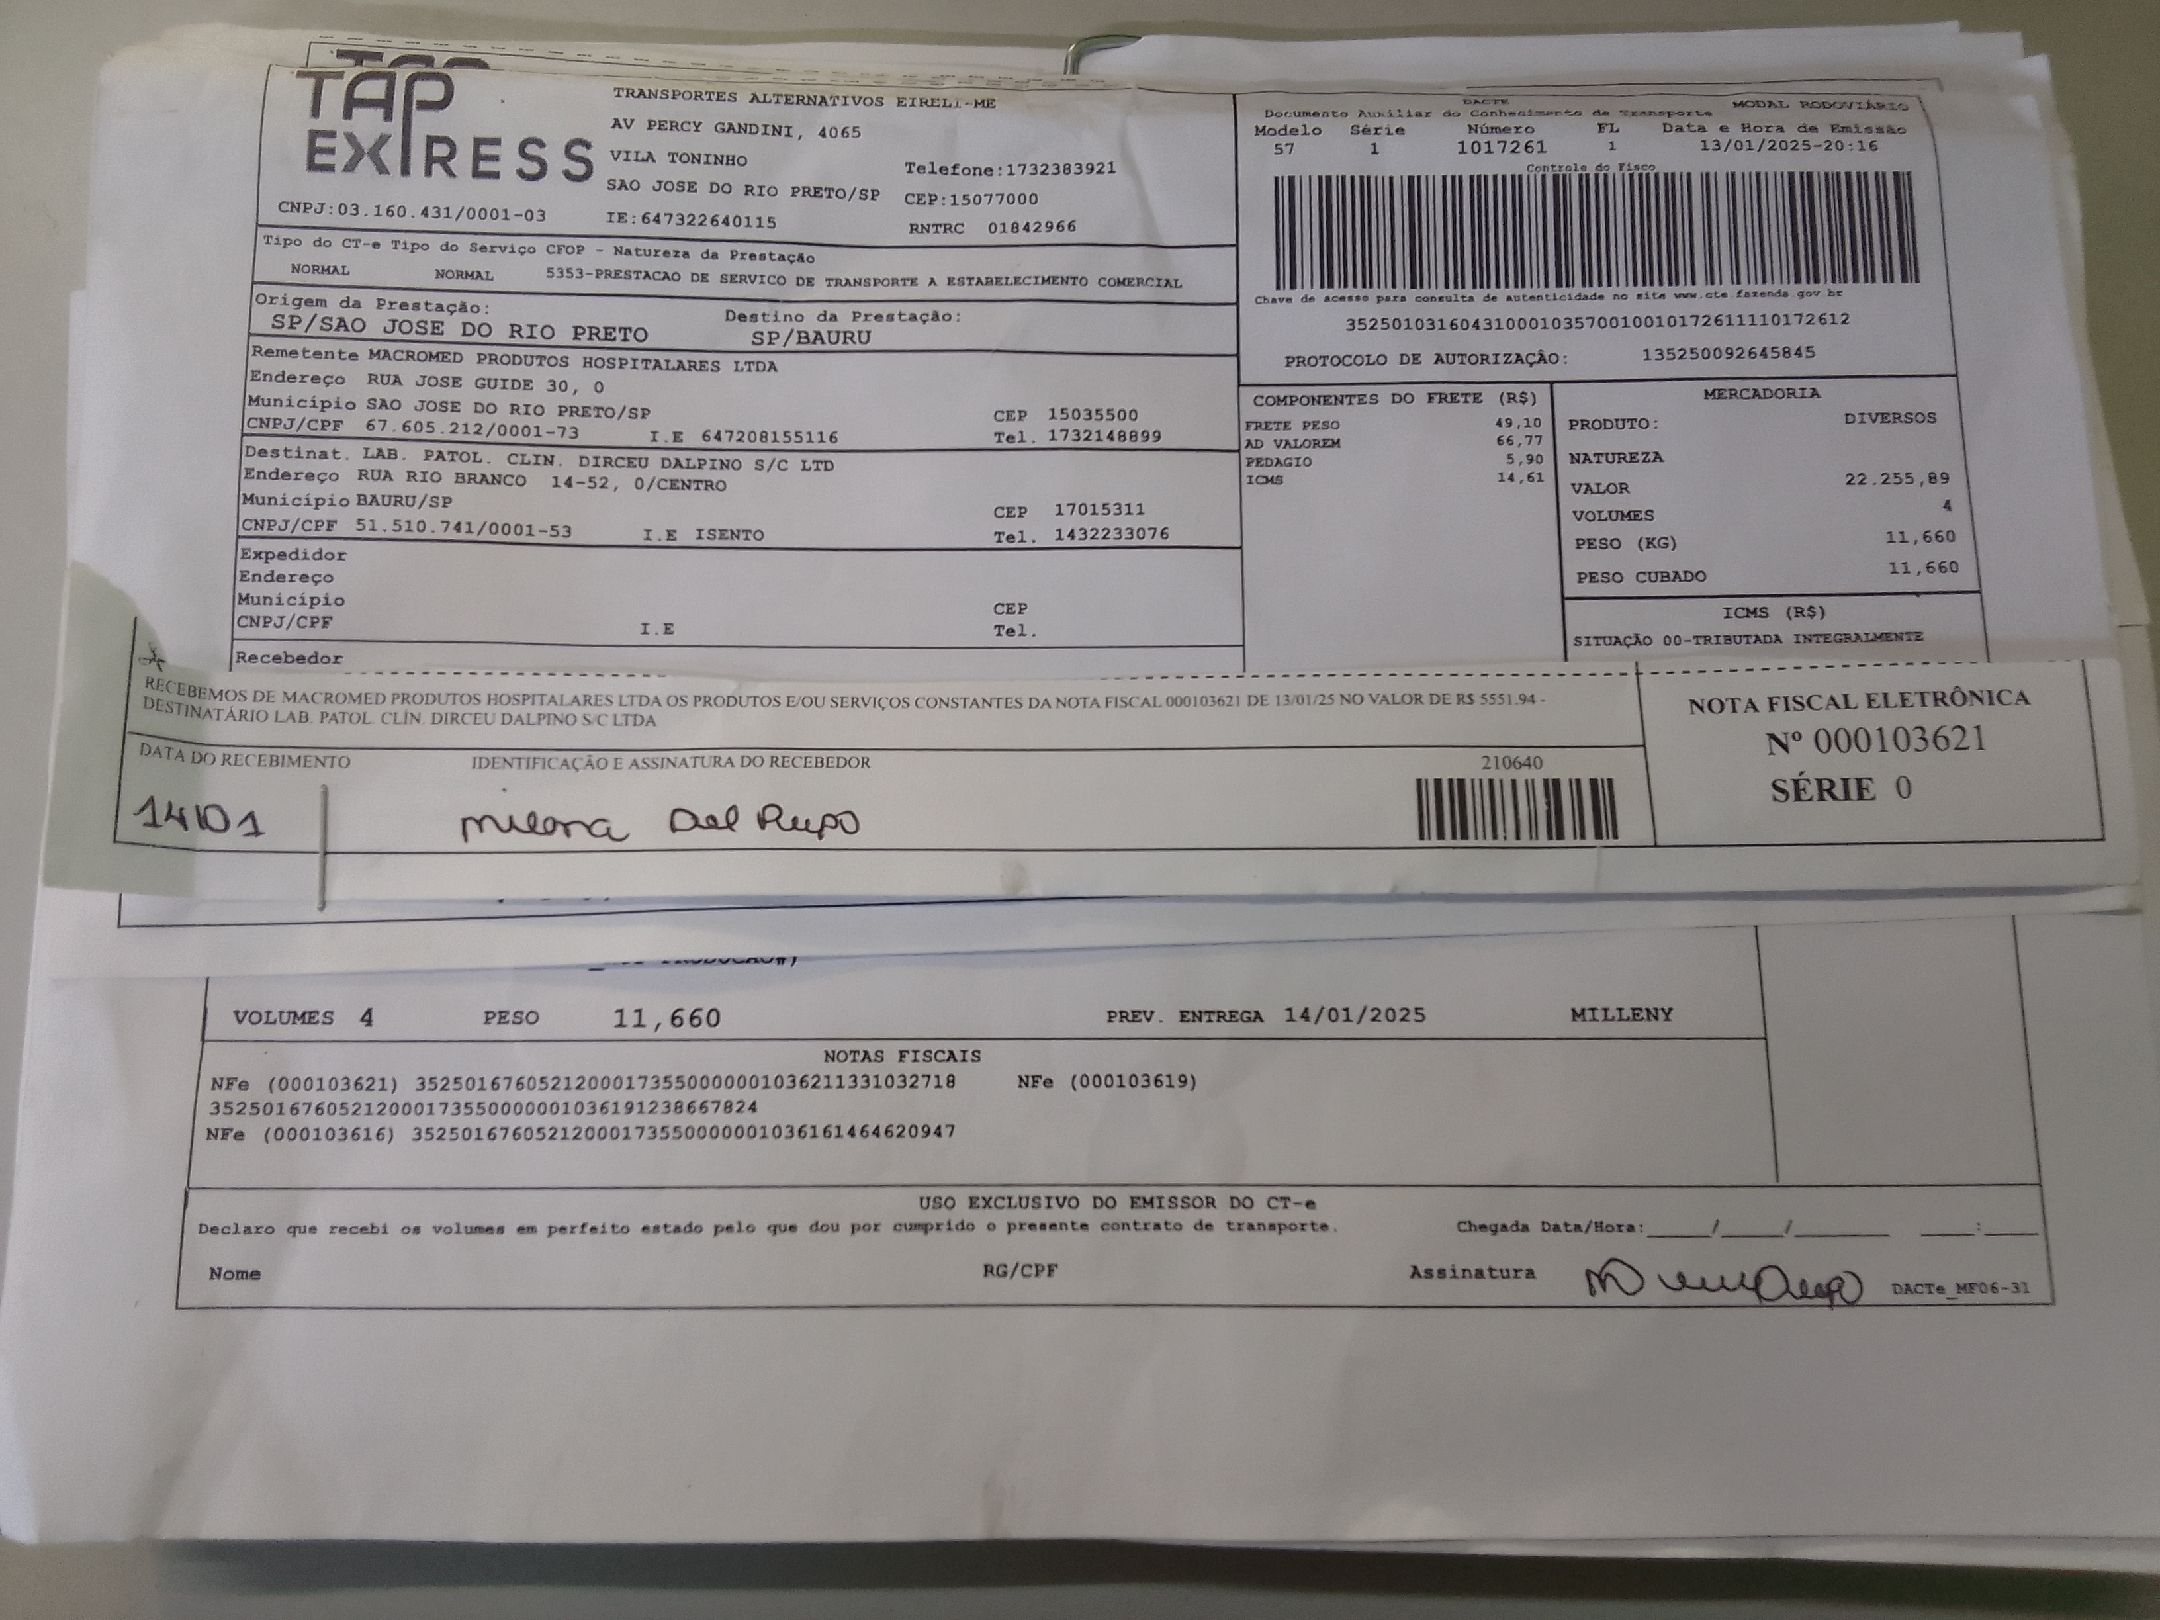 TAP
EXPRESS
TRANSPORTES ALTERNATIVOS EIRELI-ME
AV PERCY GANDINI, 4065
VILA TONINHO
Telefone:1732383921
SAO JOSE DO RIO PRETO/SP CEP:15077000
CNPJ:03.160.431/0001-03 IE:647322640115 RNTRC 01842966
DACTE MODAL RODOVIÁRIO
Documento Auxiliar do Conhecimento de Transporte
Modelo Série Número FL Data e Hora de Emissão
57 1 1017261 1 13/01/2025-20:16
Controle do Fisco
Chave de acesso para consulta de autenticidade no site www.cte.fazenda gov br
35250103160431000103570010010172611110172612
PROTOCOLO DE AUTORIZAÇÃO: 135250092645845
Tipo do CT-e Tipo do Serviço CFOP - Natureza da Prestação
NORMAL NORMAL 5353-PRESTACAO DE SERVICO DE TRANSPORTE A ESTABELECIMENTO COMERCIAL
Origem da Prestação: Destino da Prestação:
SP/SAO JOSE DO RIO PRETO SP/BAURU
Remetente MACROMED PRODUTOS HOSPITALARES LTDA
Endereço RUA JOSE GUIDE 30, 0
Município SAO JOSE DO RIO PRETO/SP CEP 15035500
CNPJ/CPF 67.605.212/0001-73 I.E 647208155116 Tel. 1732148899
Destinat. LAB. PATOL. CLIN. DIRCEU DALPINO S/C LTD
Endereço RUA RIO BRANCO 14-52, 0/CENTRO
Município BAURU/SP CEP 17015311
CNPJ/CPF 51.510.741/0001-53 I.E ISENTO Tel. 1432233076
Expedidor
Endereço
Município CEP
CNPJ/CPF I.E Tel.
Recebedor
COMPONENTES DO FRETE (R$)
FRETE PESO 49,10
AD VALOREM 66,77
PEDAGIO 5,90
ICMS 14,61
MERCADORIA
PRODUTO: DIVERSOS
NATUREZA
VALOR 22.255,89
VOLUMES 4
PESO (KG) 11,660
PESO CUBADO 11,660
ICMS (R$)
SITUAÇÃO 00-TRIBUTADA INTEGRALMENTE
RECEBEMOS DE MACROMED PRODUTOS HOSPITALARES LTDA OS PRODUTOS E/OU SERVIÇOS CONSTANTES DA NOTA FISCAL 000103621 DE 13/01/25 NO VALOR DE R$ 5551.94 -
DESTINATÁRIO LAB. PATOL. CLÍN. DIRCEU DALPINO S/C LTDA
NOTA FISCAL ELETRÔNICA
Nº 000103621
SÉRIE 0
DATA DO RECEBIMENTO IDENTIFICAÇÃO E ASSINATURA DO RECEBEDOR 210640
14/01 Milena Del Rupo
VOLUMES 4 PESO 11,660 PREV. ENTREGA 14/01/2025 MILLENY
NOTAS FISCAIS
NFe (000103621) 35250167605212000173550000001036211331032718 NFe (000103619)
35250167605212000173550000001036191238667824
NFe (000103616) 35250167605212000173550000001036161464620947
USO EXCLUSIVO DO EMISSOR DO CT-e
Declaro que recebi os volumes em perfeito estado pelo que dou por cumprido o presente contrato de transporte. Chegada Data/Hora:_____/_____/________ ____:____
Nome RG/CPF Assinatura DACTe_MF06-31